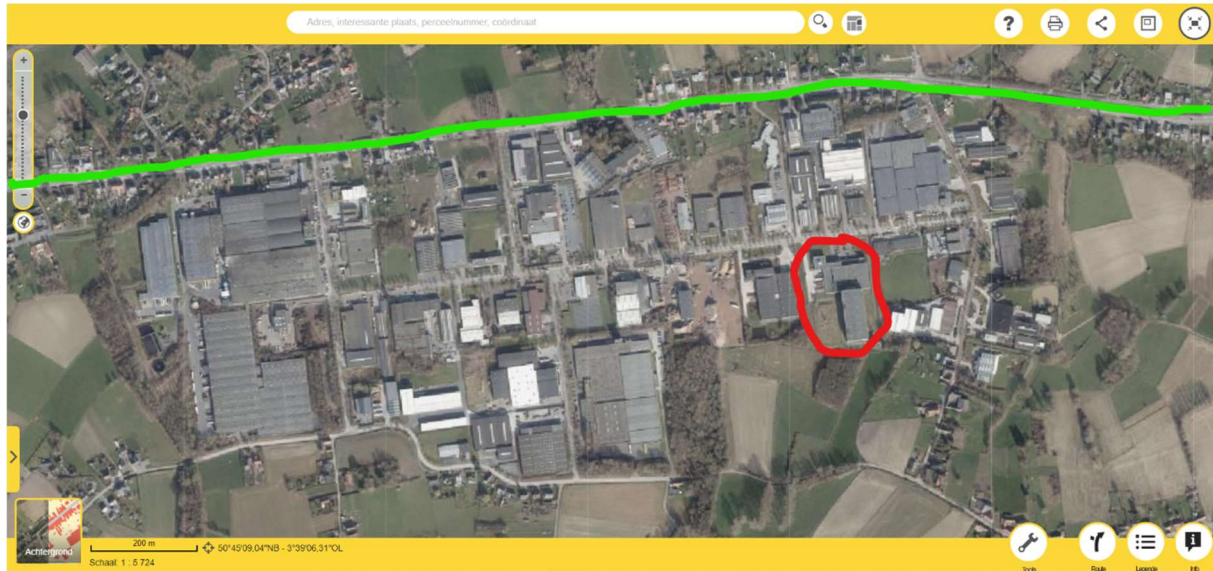 Adres, interessante plaats, perceelnummer, coördinaat
Achtergrond
200 m
50°45'09,04"NB - 3°39'06,31"OL
Schaal: 1 : 5 724
Tools
Route
Legende
Info